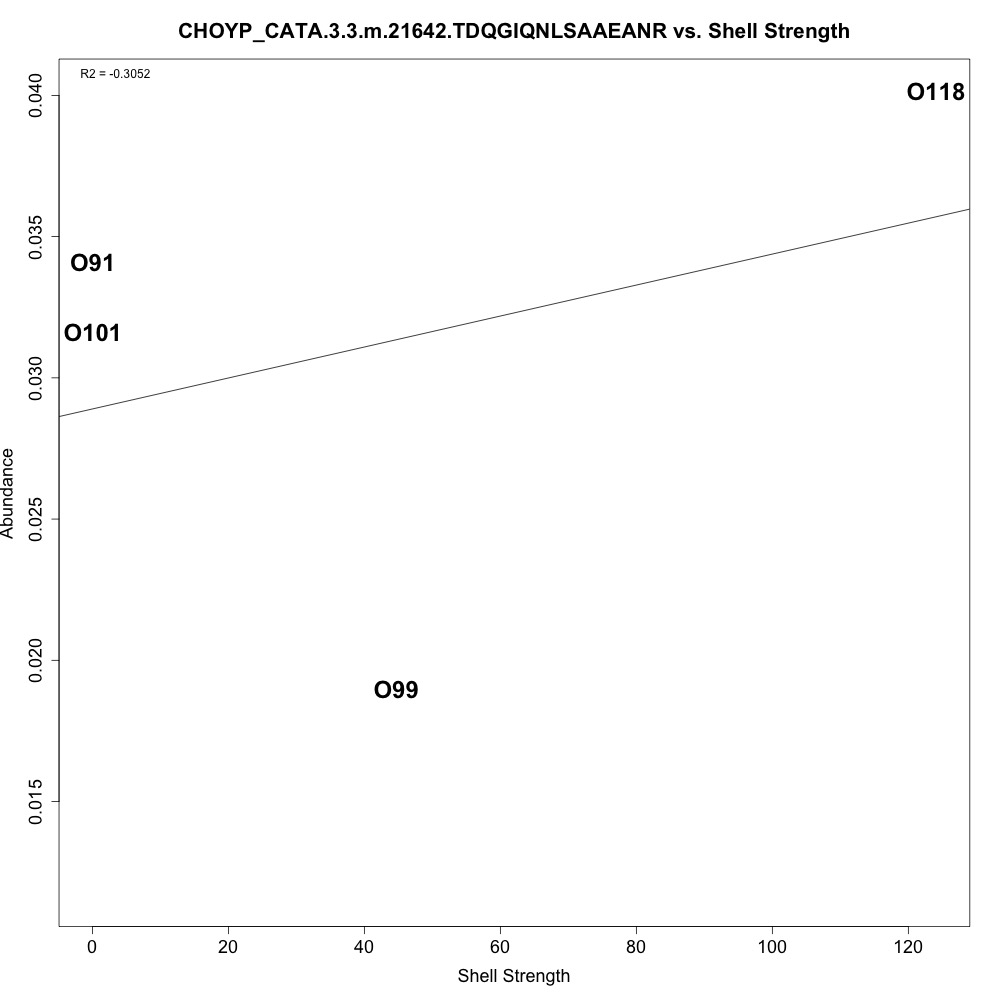 CHOYP_CATA.3.3.m.21642.TDQGIQNLSAAEANR vs. Shell Strength
R2 = -0.3052
0.040
O118
0.035
O91
O101
0.030
Abundance
0.025
0.020
O99
0.015
0 20 40 60 80 100 120
Shell Strength